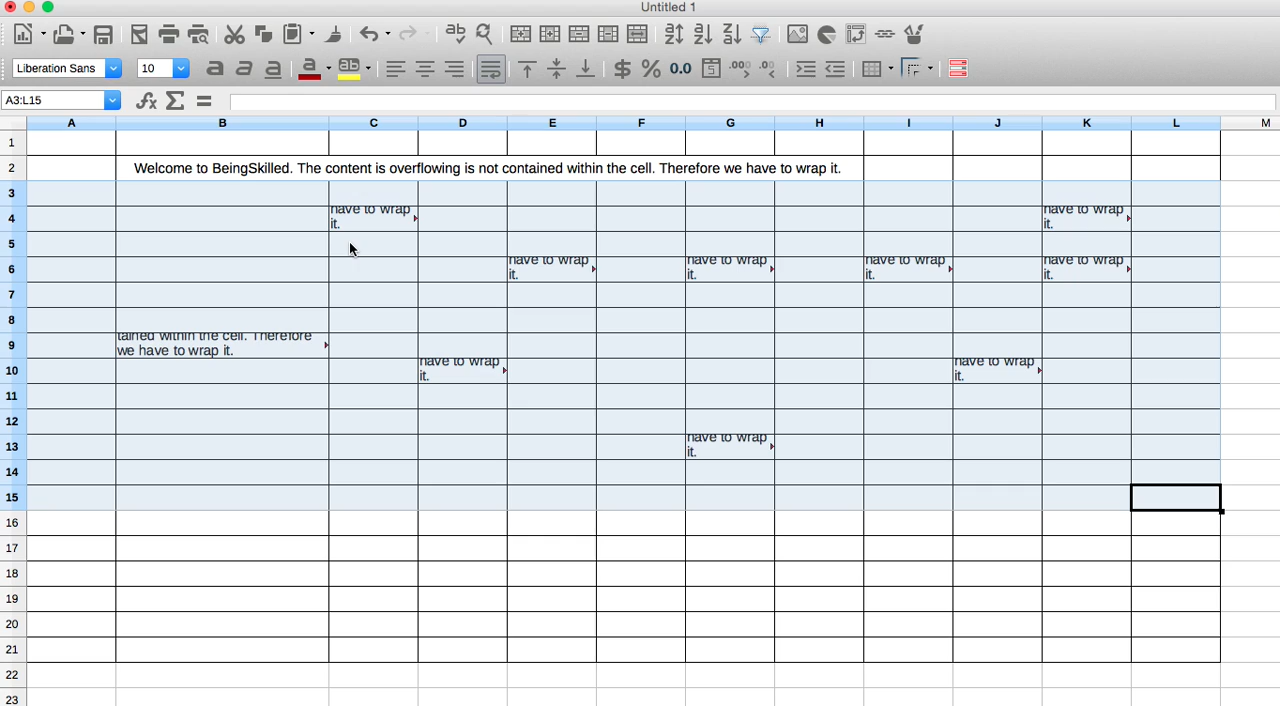 Untitled 1
Liberation Sans 10 a a a a ab $ % 0.0
A3:L15 fx Σ =
A B C D E F G H I J K L M
1
2 Welcome to BeingSkilled. The content is overflowing is not contained within the cell. Therefore we have to wrap it.
3
have to wrap have to wrap
4 it. it.
5
have to wrap have to wrap have to wrap have to wrap
6 it. it. it. it.
7
8
tained within the cell. Therefore
9 we have to wrap it.
have to wrap have to wrap
10 it. it.
11
12
have to wrap
13 it.
14
15
16
17
18
19
20
21
22
23